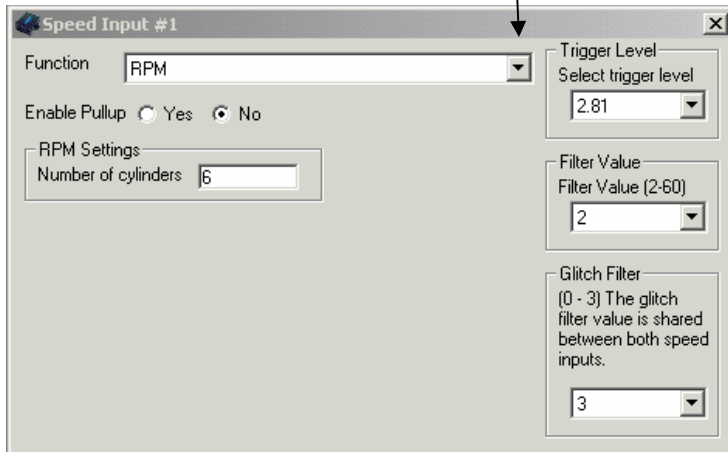 Speed Input #1
Function RPM
Enable Pullup Yes No
RPM Settings
Number of cylinders 6
Trigger Level
Select trigger level
2.81
Filter Value
Filter Value (2-60)
2
Glitch Filter
(0 - 3) The glitch
filter value is shared
between both speed
inputs.
3